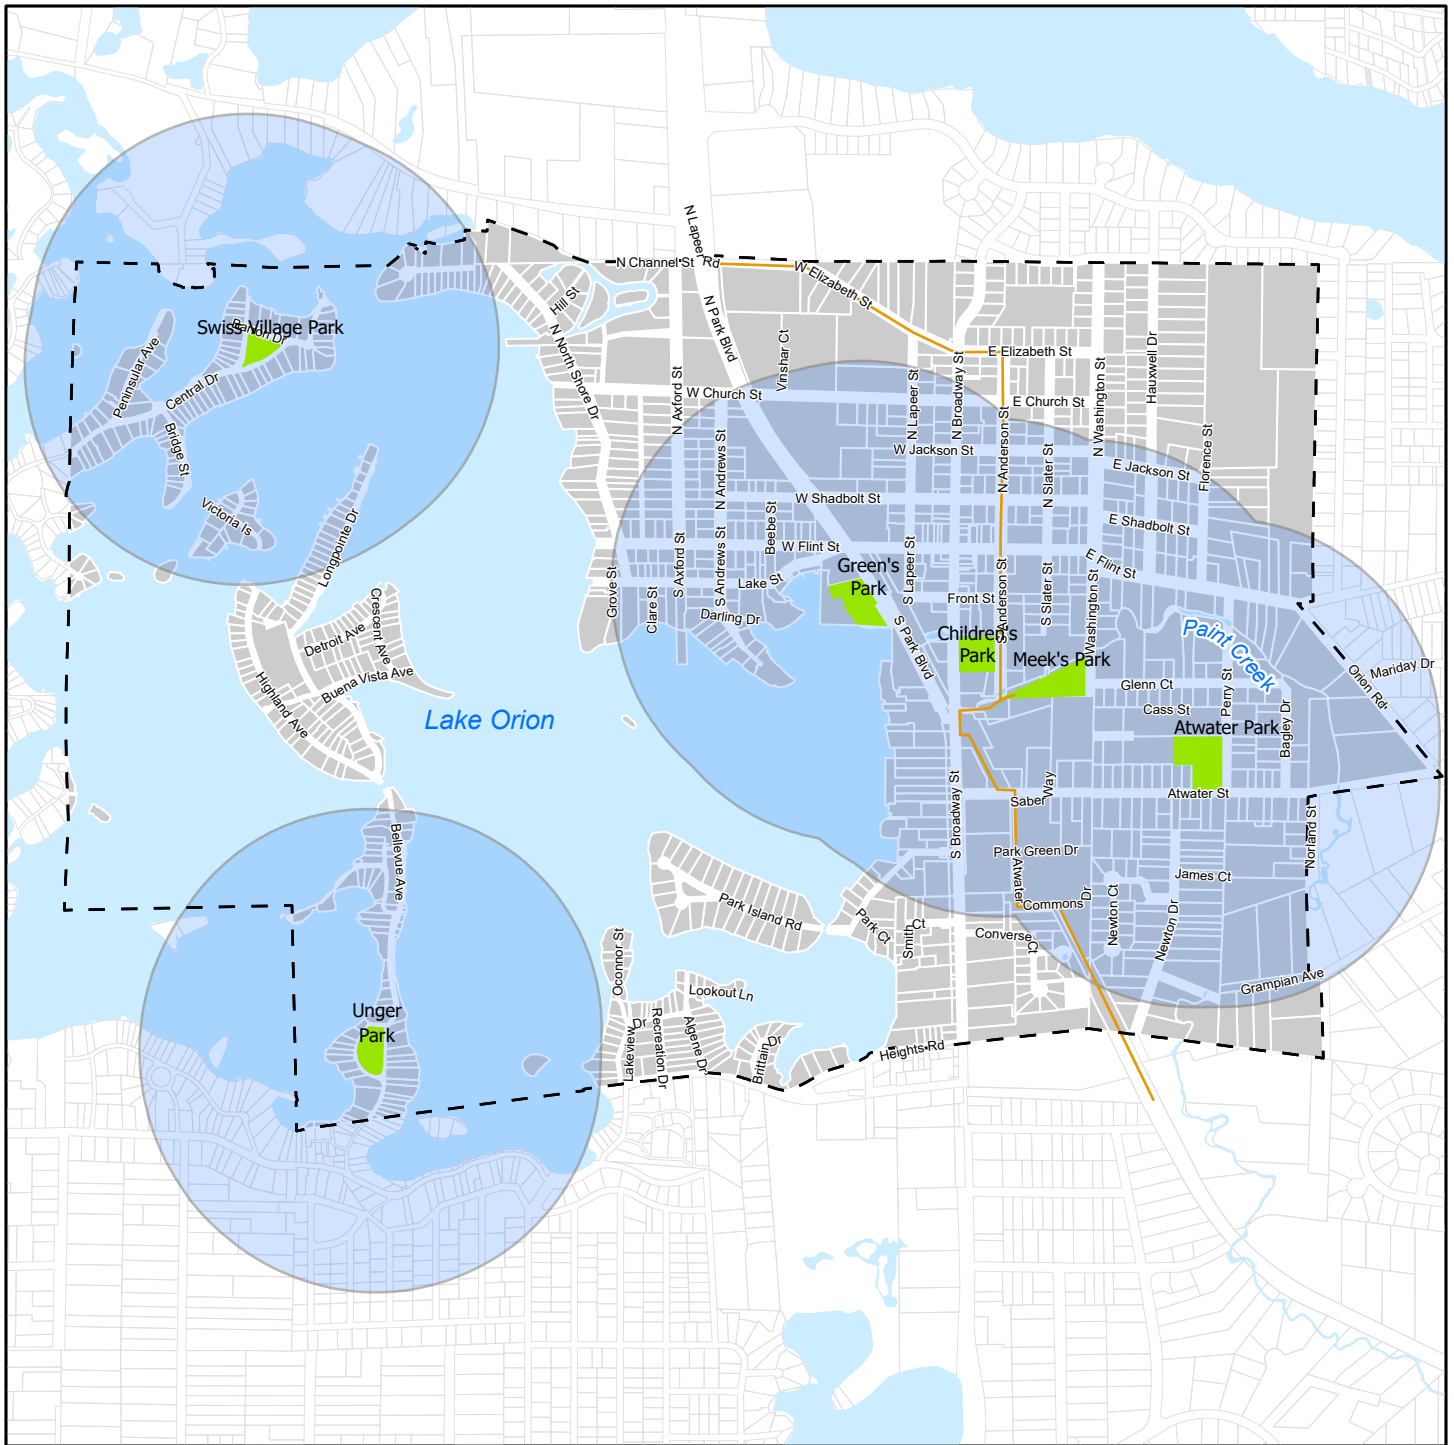 N Lapeer Rd
N Channel St
W Elizabeth St
Hill St
N Park Blvd
N North Shore Dr
Swiss Village Park
Barron Dr
Peninsular Ave
Central Dr
Bridge St
Victoria Is
Longpointe Dr
Vinshar Ct
E Elizabeth St
N Lapeer St
N Broadway St
N Washington St
Hauxwell Dr
W Church St
E Church St
N Axford St
N Andrews St
N Anderson St
N Slater St
Florence St
W Jackson St
E Jackson St
W Shadbolt St
E Shadbolt St
Beebe St
W Flint St
E Flint St
S Axford St
S Andrews St
Lake St
Green's
Park
S Lapeer St
Grove St
Clare St
Darling Dr
Front St
S Anderson St
S Slater St
Washington St
S Park Blvd
Children's
Park
Meek's Park
Paint Creek
Mariday Dr
Orion Rd
Glenn Ct
Perry St
Cass St
Bagley Dr
Atwater Park
Detroit Ave
Crescent Ave
Buena Vista Ave
Highland Ave
Lake Orion
Atwater St
Saber Way
S Broadway St
Norland St
Bellevue Ave
Park Green Dr
Atwater
Commons
Dr
James Ct
Newton Ct
Newton Dr
Park Island Rd
Park Ct
Smith Ct
Converse Ct
Grampian Ave
Oconnor St
Lookout Ln
Unger
Park
Lakeview
Dr
Recreation Dr
Algene Dr
Brittain
Dr
Heights Rd